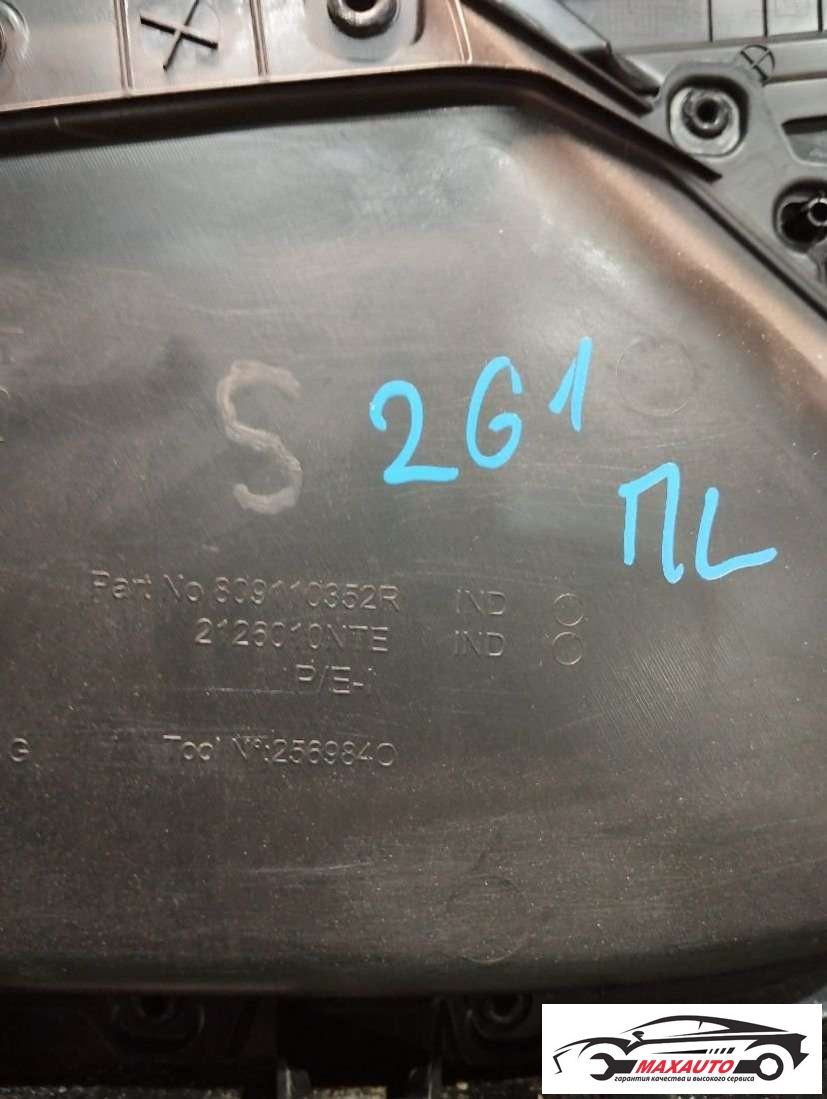 S
2G1
ПL
Part No 809110352R IND
2126010NTE IND
P/E-
G Tool N°:2569840
MAXAUTO
гарантия качества и высокого сервиса